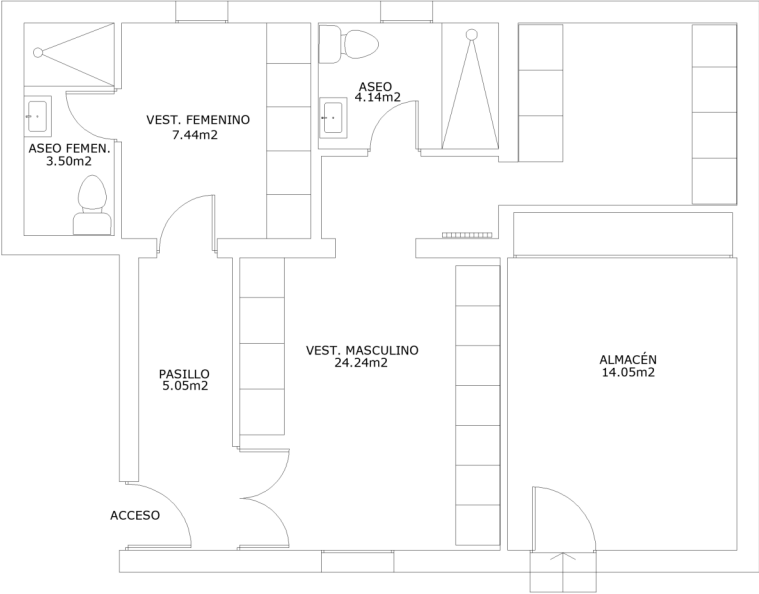 VEST. FEMENINO
7.44m2
ASEO
4.14m2
ASEO FEMEN.
3.50m2
VEST. MASCULINO
24.24m2
ALMACÉN
14.05m2
PASILLO
5.05m2
ACCESO